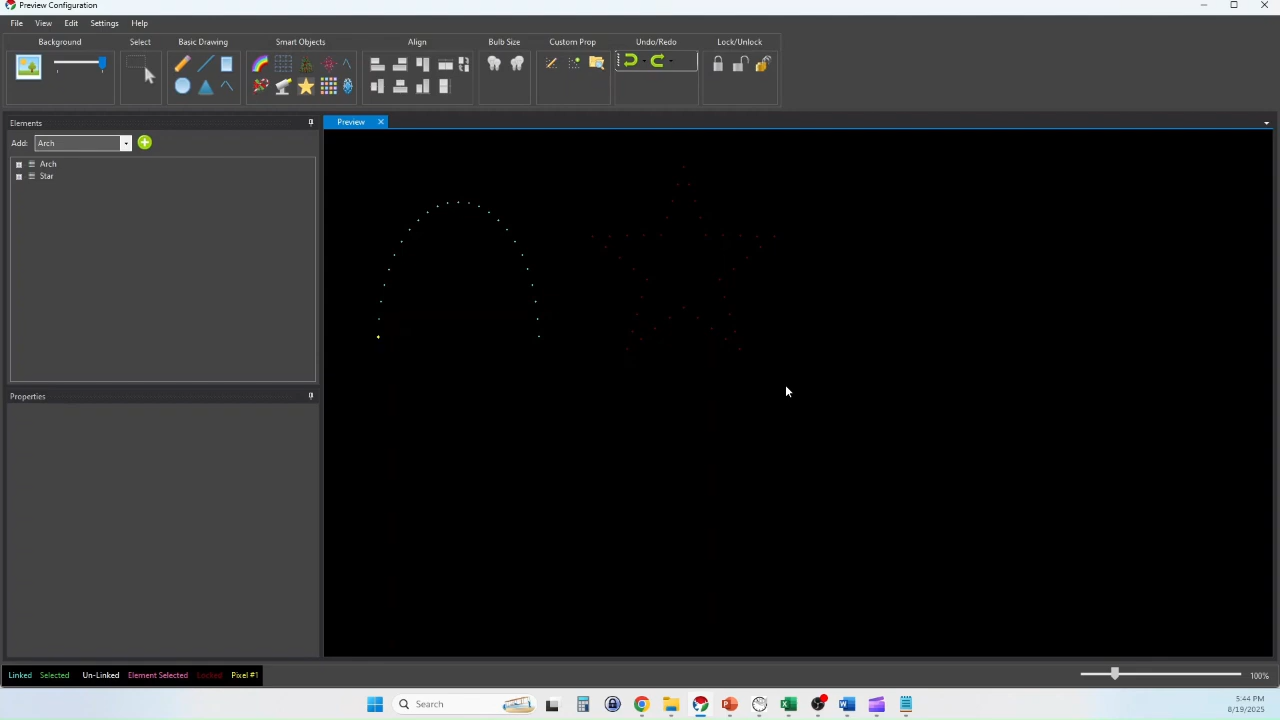 Preview Configuration
File View Edit Settings Help
Background Select Basic Drawing Smart Objects Align Bulb Size Custom Prop Undo/Redo Lock/Unlock
Elements
Preview
Add: Arch
Arch
Star
Properties
Linked Selected Un-Linked Element Selected Locked Pixel #1
100%
Search
5:44 PM
8/19/2025